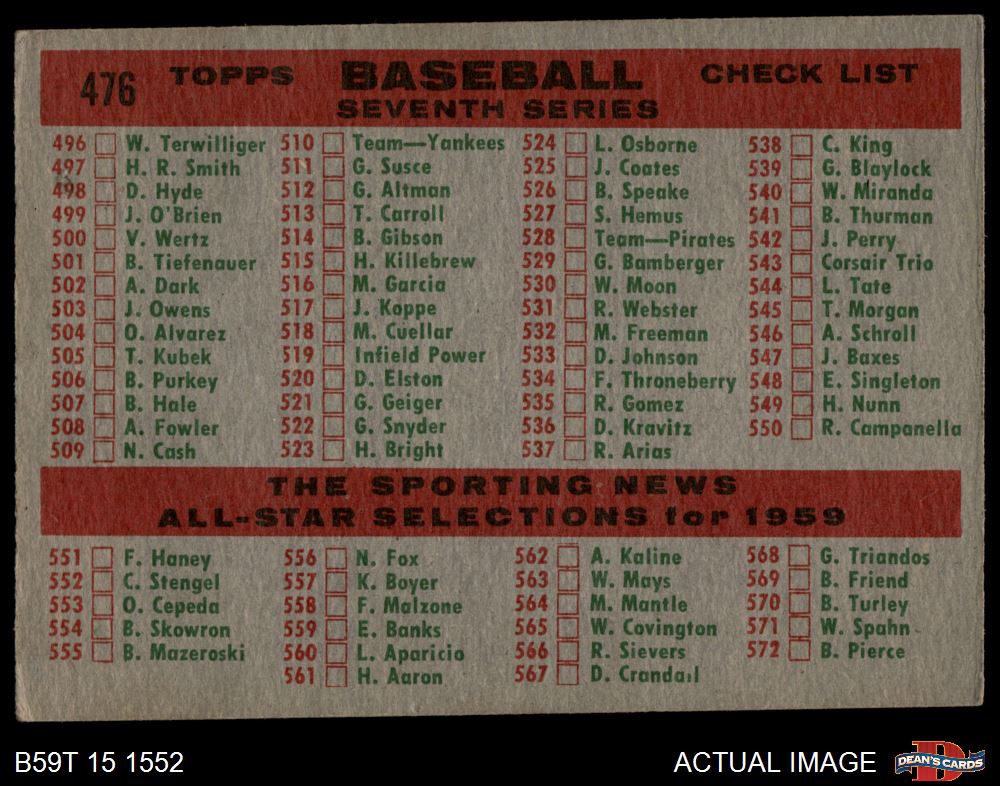 476 TOPPS BASEBALL CHECK LIST
SEVENTH SERIES
496 W. Terwilliger
497 H. R. Smith
498 D. Hyde
499 J. O'Brien
500 V. Wertz
501 B. Tiefenauer
502 A. Dark
503 J. Owens
504 O. Alvarez
505 T. Kubek
506 B. Purkey
507 B. Hale
508 A. Fowler
509 N. Cash
510 Team—Yankees
511 G. Susce
512 G. Altman
513 T. Carroll
514 B. Gibson
515 H. Killebrew
516 M. Garcia
517 J. Koppe
518 M. Cuellar
519 Infield Power
520 D. Elston
521 G. Geiger
522 G. Snyder
523 H. Bright
524 L. Osborne
525 J. Coates
526 B. Speake
527 S. Hemus
528 Team—Pirates
529 G. Bamberger
530 W. Moon
531 R. Webster
532 M. Freeman
533 D. Johnson
534 F. Throneberry
535 R. Gomez
536 D. Kravitz
537 R. Arias
538 C. King
539 G. Blaylock
540 W. Miranda
541 B. Thurman
542 J. Perry
543 Corsair Trio
544 L. Tate
545 T. Morgan
546 A. Schroll
547 J. Baxes
548 E. Singleton
549 H. Nunn
550 R. Campanella
THE SPORTING NEWS
ALL-STAR SELECTIONS for 1959
551 F. Haney
552 C. Stengel
553 O. Cepeda
554 B. Skowron
555 B. Mazeroski
556 N. Fox
557 K. Boyer
558 F. Malzone
559 E. Banks
560 L. Aparicio
561 H. Aaron
562 A. Kaline
563 W. Mays
564 M. Mantle
565 W. Covington
566 R. Sievers
567 D. Crandall
568 G. Triandos
569 B. Friend
570 B. Turley
571 W. Spahn
572 B. Pierce
B59T 15 1552
ACTUAL IMAGE
D
DEAN'S CARDS